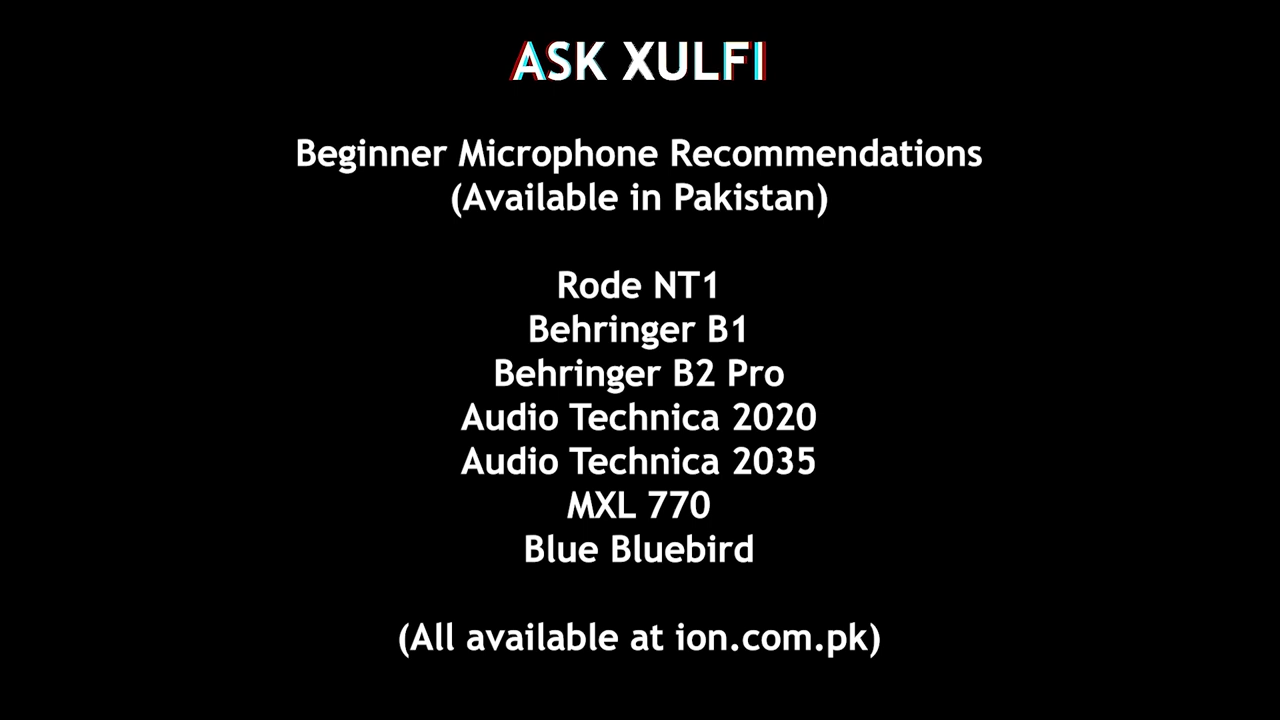 ASK XULFI
Beginner Microphone Recommendations
(Available in Pakistan)
Rode NT1
Behringer B1
Behringer B2 Pro
Audio Technica 2020
Audio Technica 2035
MXL 770
Blue Bluebird
(All available at ion.com.pk)